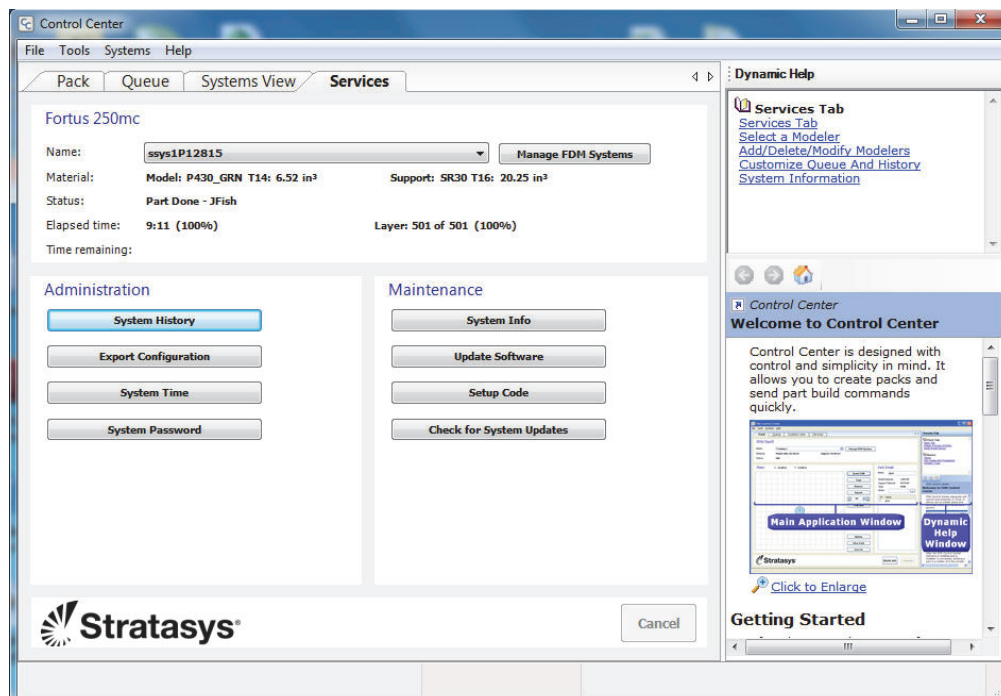 Control Center
File Tools Systems Help
Pack Queue Systems View Services
Fortus 250mc
Name: ssys1P12815 Manage FDM Systems
Material: Model: P430_GRN T14: 6.52 in³ Support: SR30 T16: 20.25 in³
Status: Part Done - JFish
Elapsed time: 9:11 (100%) Layer: 501 of 501 (100%)
Time remaining:
Administration
System History
Export Configuration
System Time
System Password
Maintenance
System Info
Update Software
Setup Code
Check for System Updates
Stratasys
Cancel
Dynamic Help
Services Tab
Services Tab
Select a Modeler
Add/Delete/Modify Modelers
Customize Queue And History
System Information
Control Center
Welcome to Control Center
Control Center is designed with
control and simplicity in mind. It
allows you to create packs and
send part build commands
quickly.
Main Application Window
Dynamic
Help
Window
Stratasys
Click to Enlarge
Getting Started